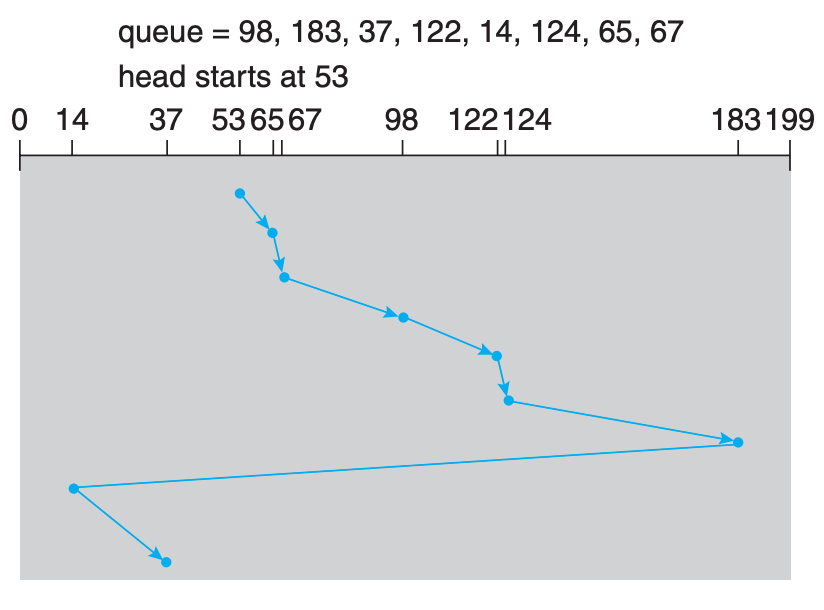 queue = 98, 183, 37, 122, 14, 124, 65, 67
head starts at 53
0 14 37 53 65 67 98 122 124 183 199